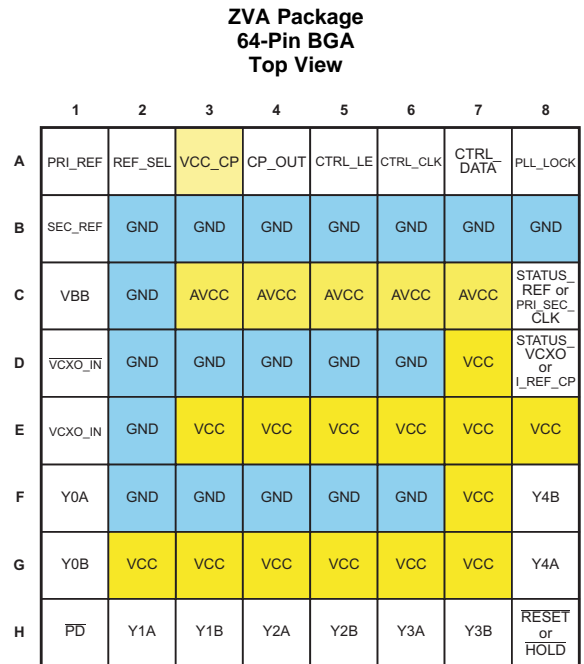 ZVA Package
64-Pin BGA
Top View
1 2 3 4 5 6 7 8
A PRI_REF REF_SEL VCC_CP CP_OUT CTRL_LE CTRL_CLK CTRL_
DATA PLL_LOCK
B SEC_REF GND GND GND GND GND GND GND
C VBB GND AVCC AVCC AVCC AVCC AVCC STATUS_
REF or
PRI_SEC_
CLK
D VCXO_IN GND GND GND GND GND VCC STATUS_
VCXO
or
I_REF_CP
E VCXO_IN GND VCC VCC VCC VCC VCC VCC
F Y0A GND GND GND GND GND VCC Y4B
G Y0B VCC VCC VCC VCC VCC VCC Y4A
H PD Y1A Y1B Y2A Y2B Y3A Y3B RESET
or
HOLD